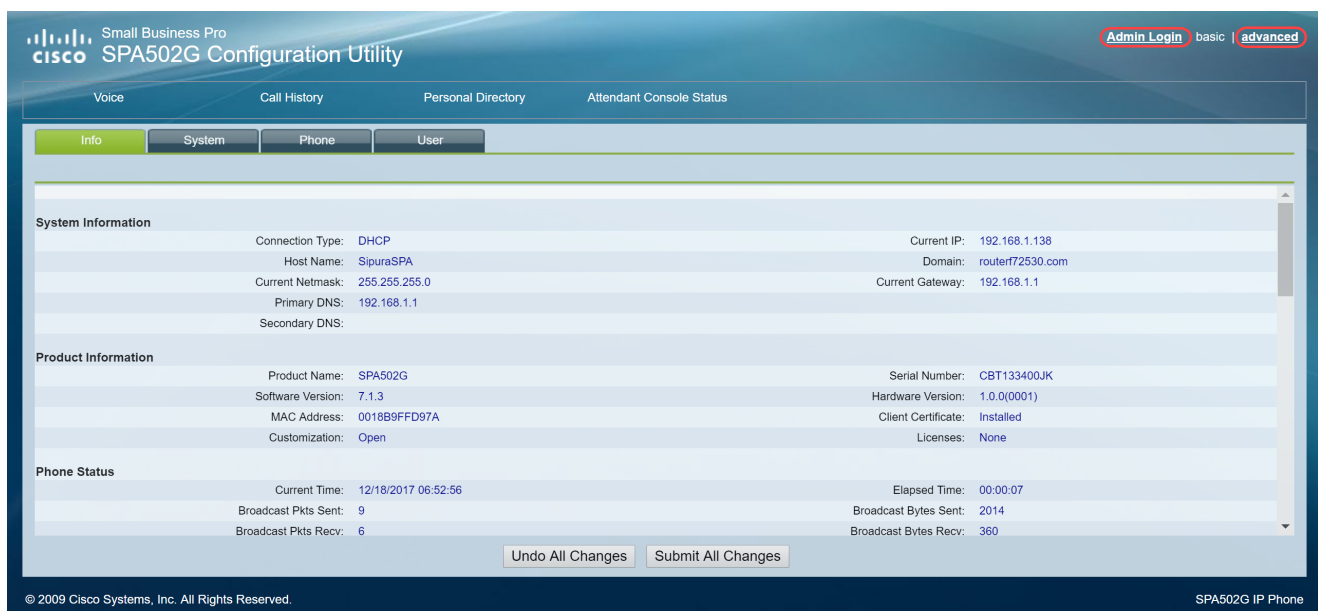 Small Business Pro
CISCO SPA502G Configuration Utility
Admin Login basic | advanced
Voice Call History Personal Directory Attendant Console Status
Info System Phone User
System Information
Connection Type: DHCP Current IP: 192.168.1.138
Host Name: SipuraSPA Domain: routerf72530.com
Current Netmask: 255.255.255.0 Current Gateway: 192.168.1.1
Primary DNS: 192.168.1.1
Secondary DNS:
Product Information
Product Name: SPA502G Serial Number: CBT133400JK
Software Version: 7.1.3 Hardware Version: 1.0.0(0001)
MAC Address: 0018B9FFD97A Client Certificate: Installed
Customization: Open Licenses: None
Phone Status
Current Time: 12/18/2017 06:52:56 Elapsed Time: 00:00:07
Broadcast Pkts Sent: 9 Broadcast Bytes Sent: 2014
Broadcast Pkts Recv: 6 Broadcast Bytes Recv: 360
Undo All Changes Submit All Changes
© 2009 Cisco Systems, Inc. All Rights Reserved. SPA502G IP Phone